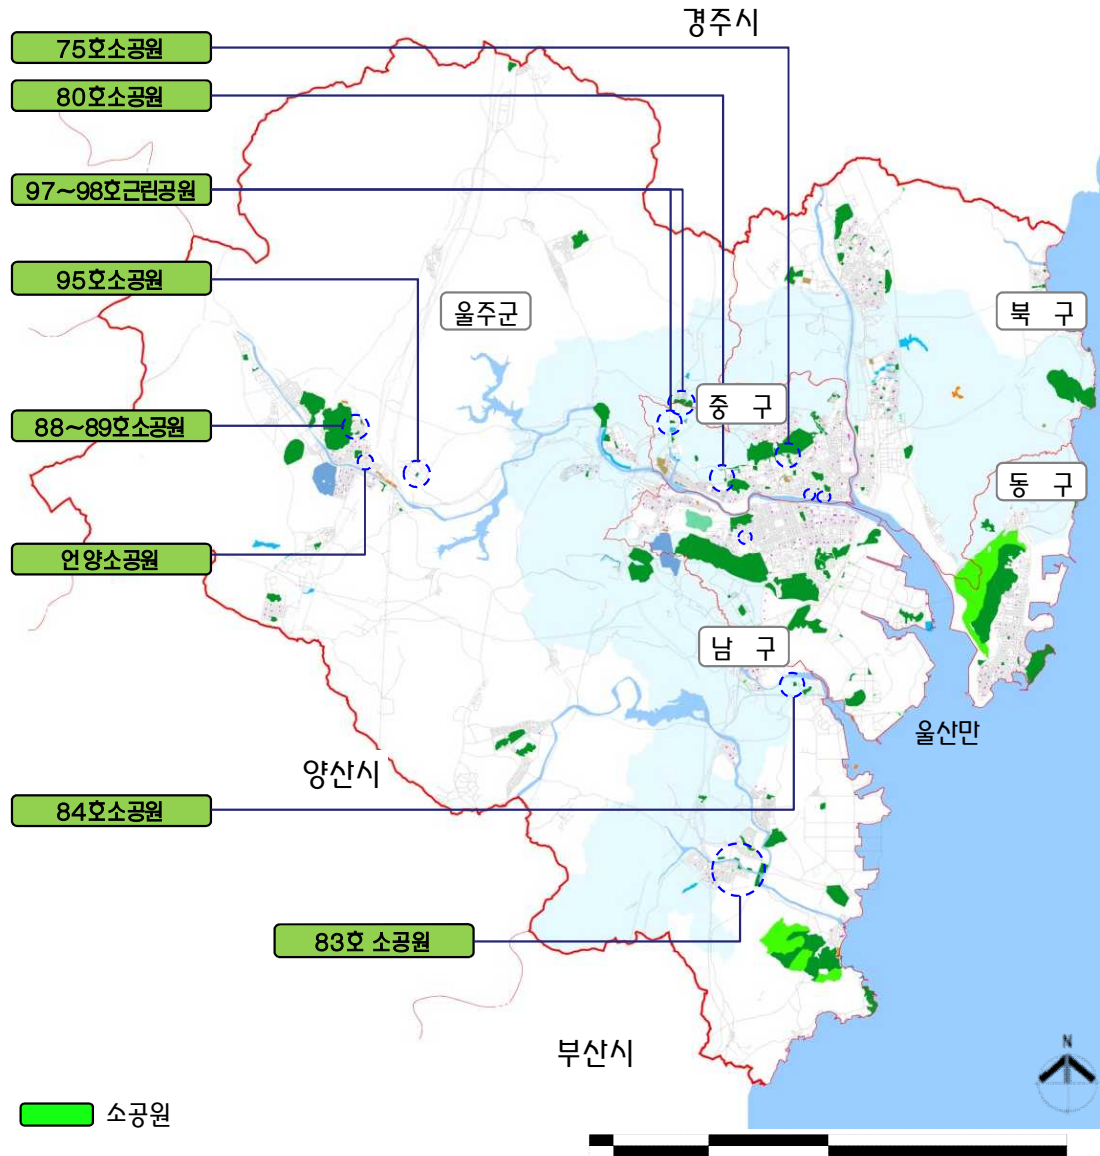 경주시
75호소공원
80호소공원
97~98호근린공원
95호소공원
울주군
북 구
중 구
88~89호소공원
동 구
언양소공원
남 구
울산만
양산시
84호소공원
83호 소공원
부산시
N
소공원